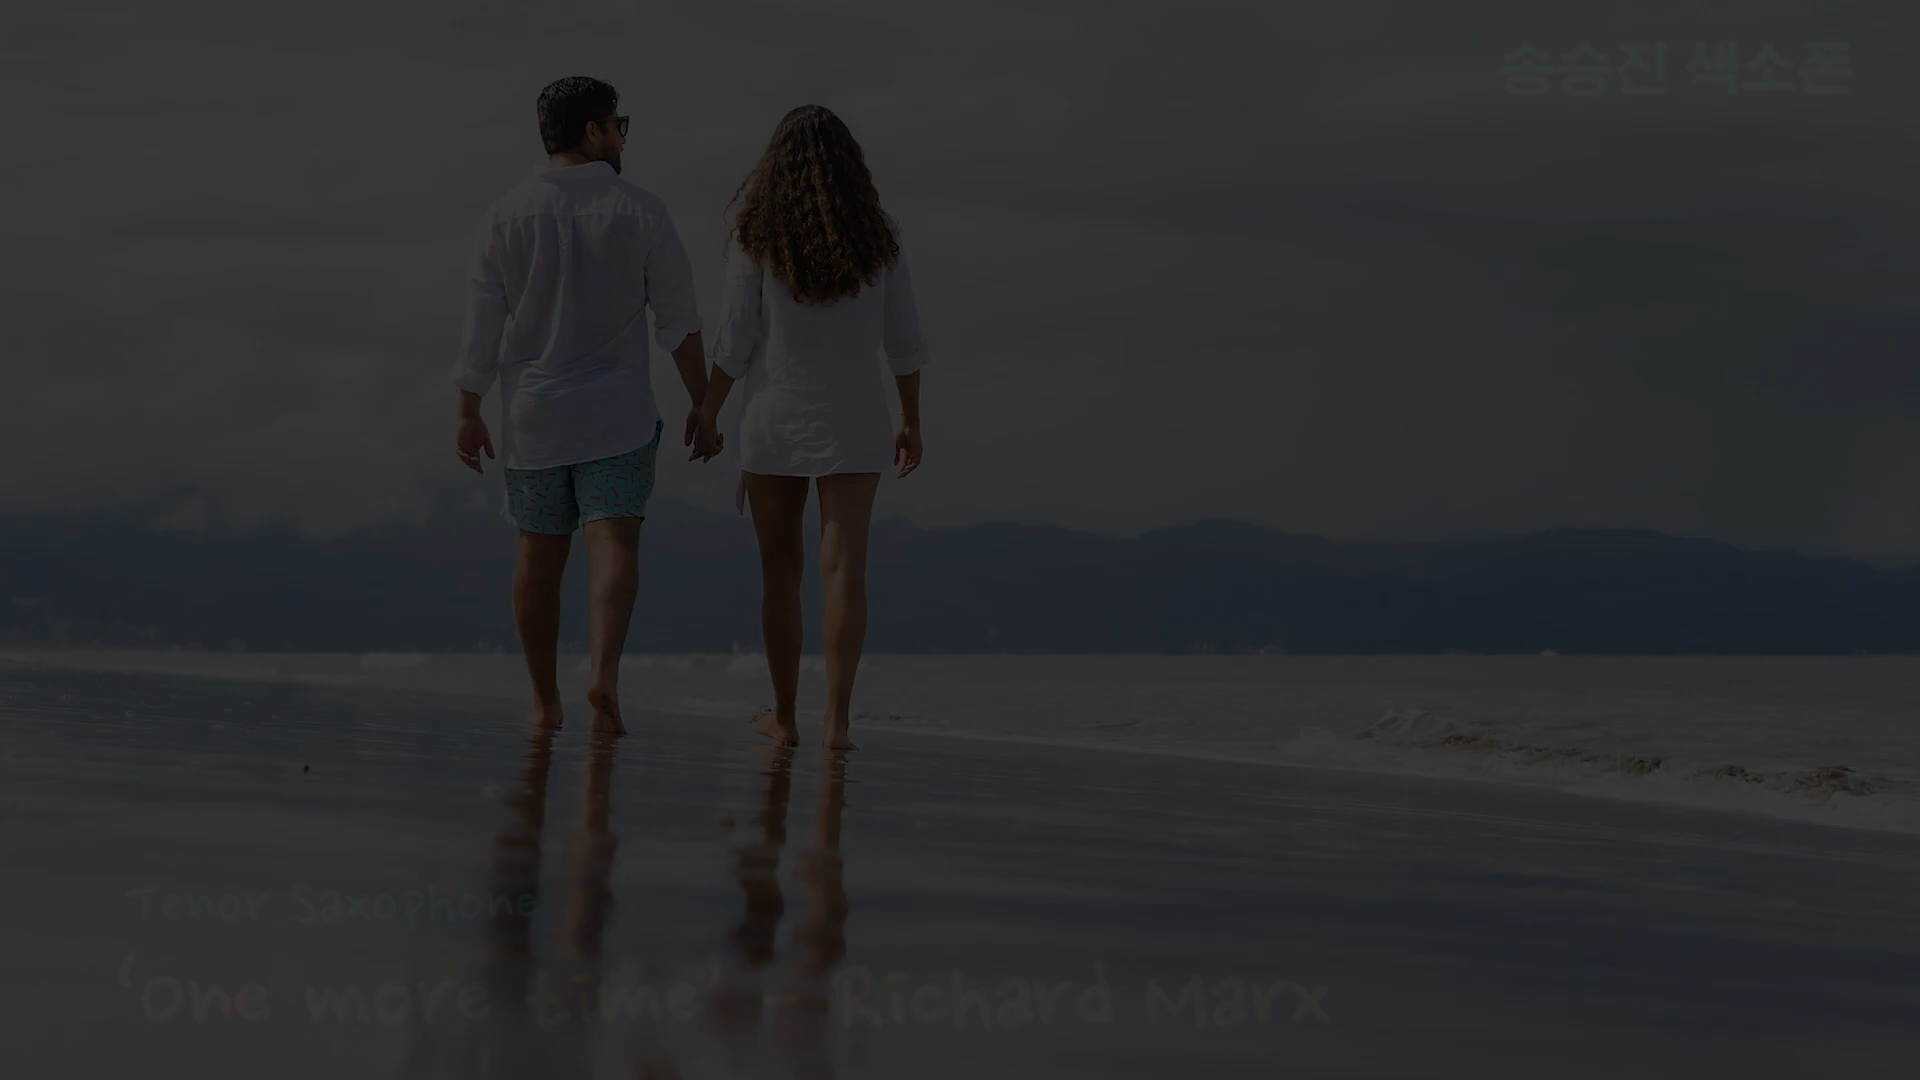 송승진 색소폰
Tenor Saxophone
'One more time' - Richard Marx